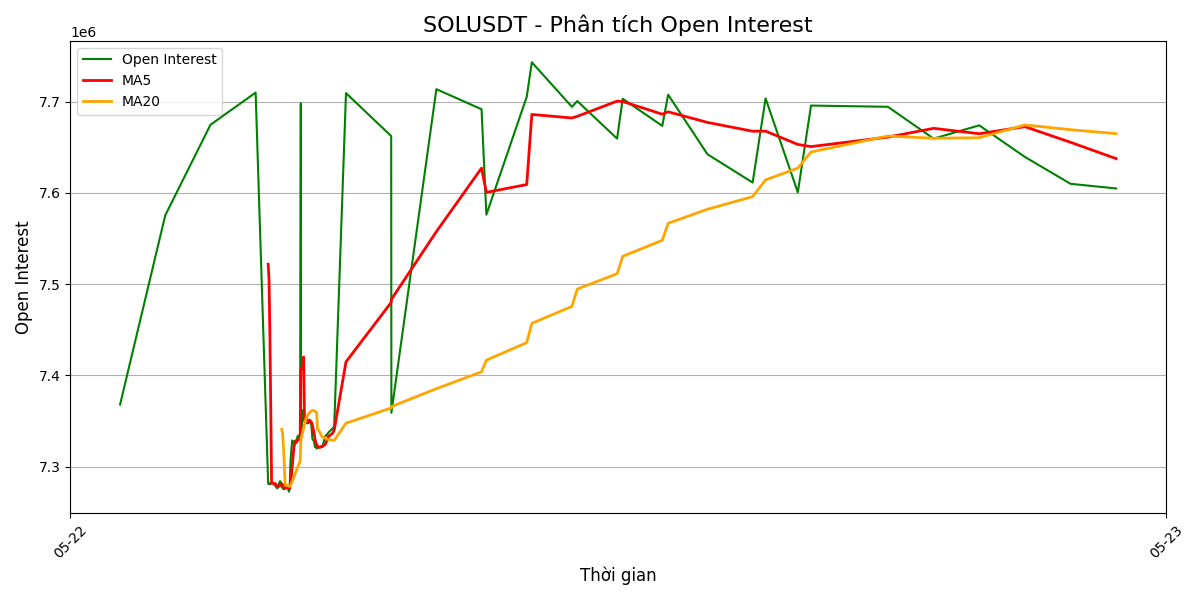 SOLUSDT - Phân tích Open Interest
1e6
Open Interest
MA5
MA20
7.7
7.6
7.5
7.4
7.3
Open Interest
05-22
05-23
Thời gian